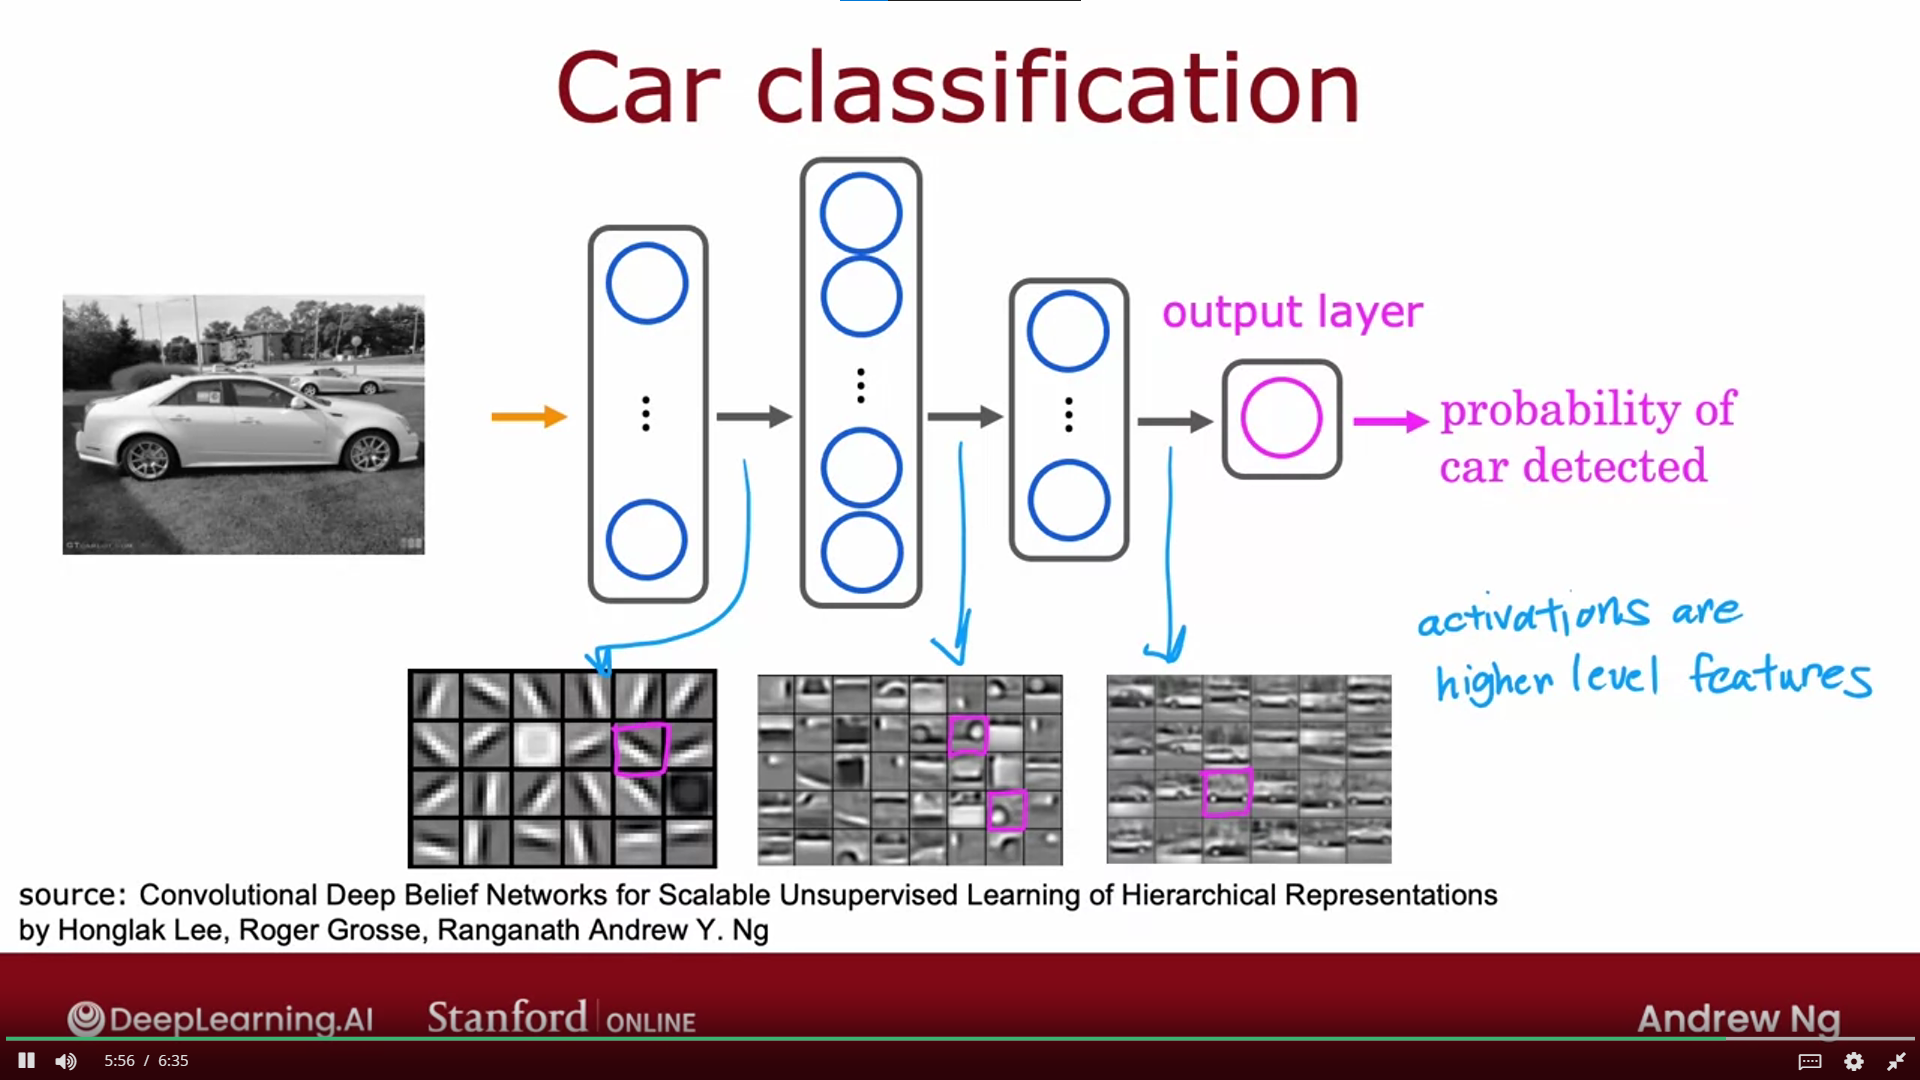 Car classification
output layer
probability of
car detected
activations are
higher level features
source: Convolutional Deep Belief Networks for Scalable Unsupervised Learning of Hierarchical Representations
by Honglak Lee, Roger Grosse, Ranganath Andrew Y. Ng
DeepLearning.AI
Stanford ONLINE
Andrew Ng
5:56 / 6:35